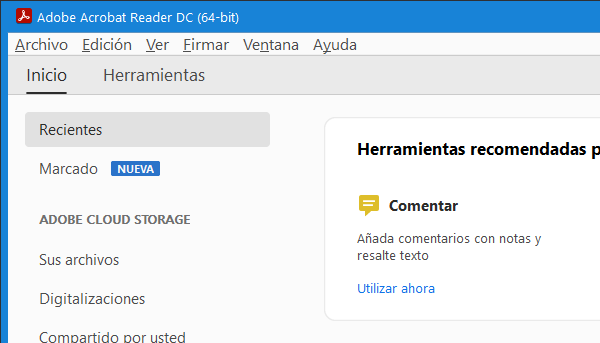 Adobe Acrobat Reader DC (64-bit)
Archivo Edición Ver Firmar Ventana Ayuda
Inicio Herramientas
Recientes
Marcado NUEVA
ADOBE CLOUD STORAGE
Sus archivos
Digitalizaciones
Compartido por usted
Herramientas recomendadas p
Comentar
Añada comentarios con notas y
resalte texto
Utilizar ahora